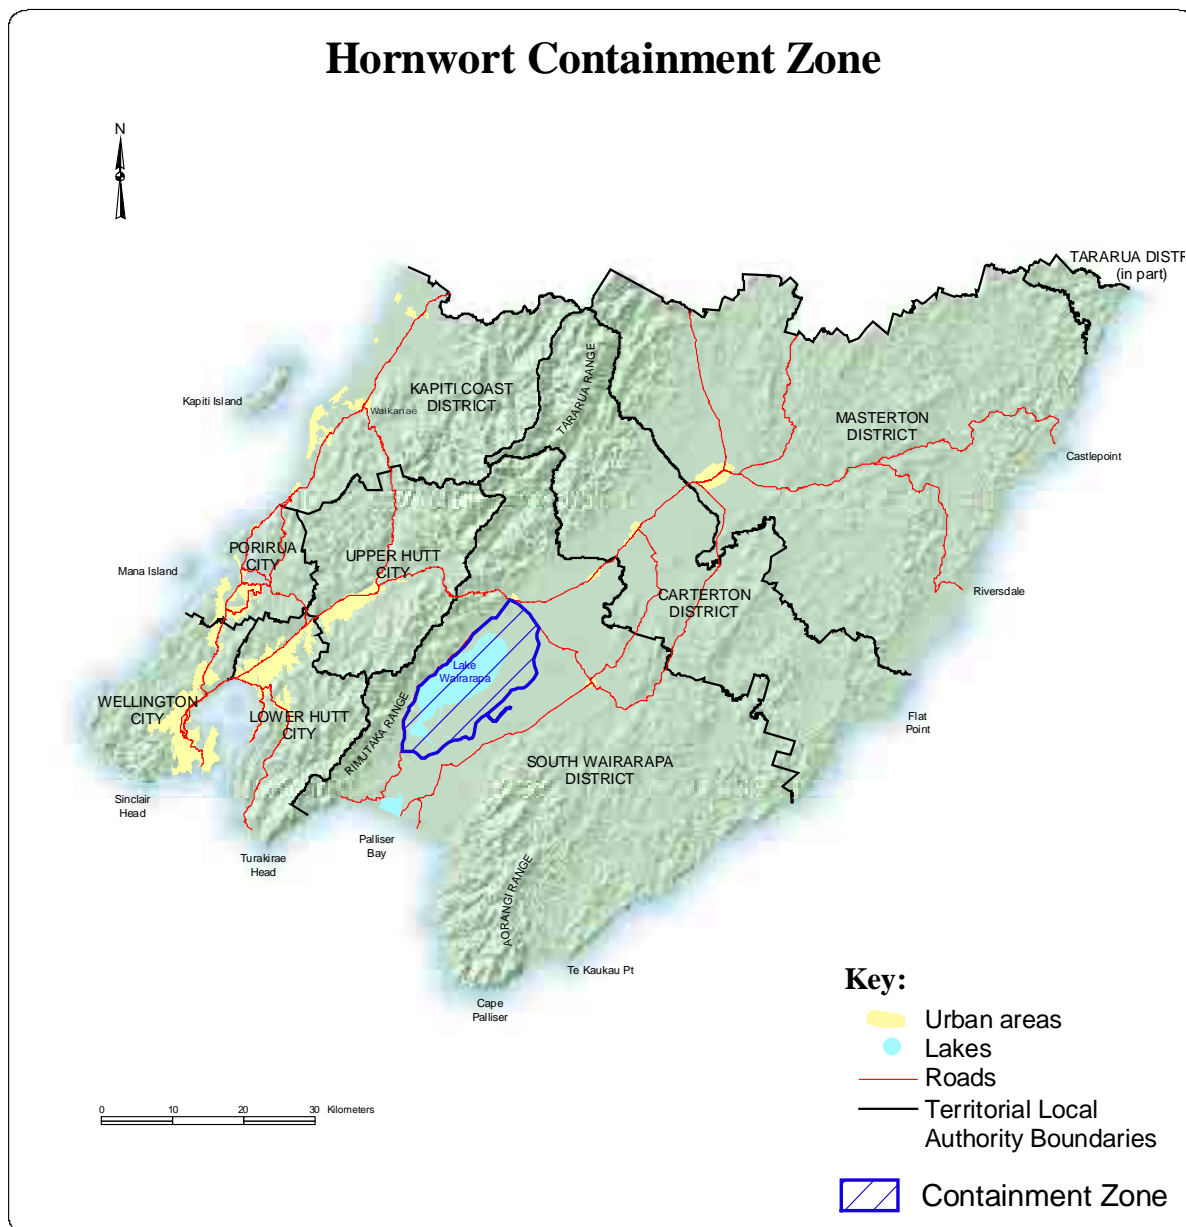 Hornwort Containment Zone
N
TARARUA DISTR
(in part)
TARARUA RANGE
KAPITI COAST
DISTRICT
Kapiti Island
Waikanae
MASTERTON
DISTRICT
Castlepoint
PORIRUA
CITY
UPPER HUTT
CITY
Mana Island
CARTERTON
DISTRICT
Riversdale
Lake
Wairarapa
WELLINGTON
CITY
LOWER HUTT
CITY
RIMUTAKA RANGE
Flat
Point
SOUTH WAIRARAPA
DISTRICT
Sinclair
Head
Palliser
Bay
Turakirae
Head
AORANGI RANGE
Te Kaukau Pt
Cape
Palliser
Key:
Urban areas
Lakes
Roads
Territorial Local
Authority Boundaries
Containment Zone
0 10 20 30 Kilometers